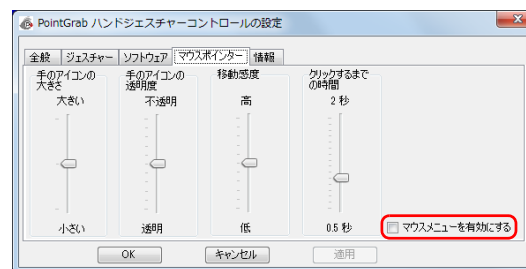 PointGrab ハンドジェスチャーコントロールの設定
全般 ジェスチャー ソフトウェア マウスポインター 情報
手のアイコンの
大きさ
大きい
小さい
手のアイコンの
透明度
不透明
透明
移動感度
高
低
クリックするまで
の時間
2 秒
0.5 秒
マウスメニューを有効にする
OK キャンセル 適用